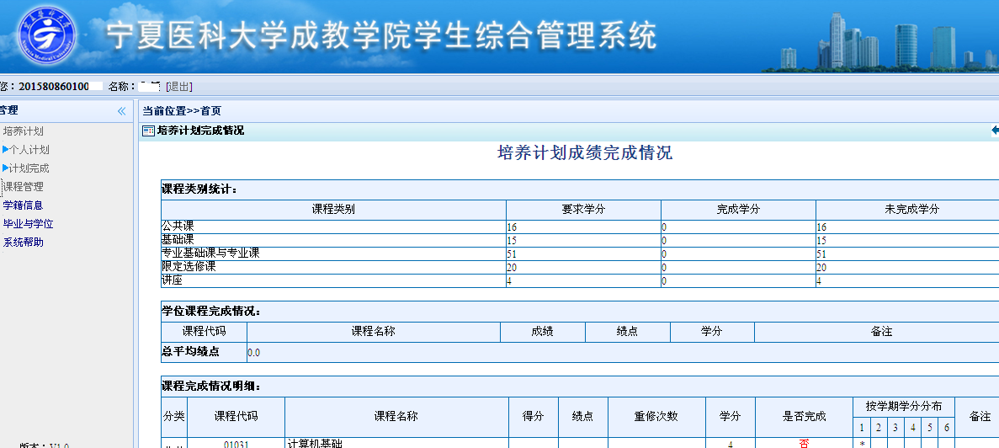 宁夏医科大学成教学院学生综合管理系统
您：201580860100 名称： [退出]
管理 «
当前位置>>首页
培养计划
培养计划完成情况
▶个人计划
培养计划成绩完成情况
▶计划完成
课程管理
课程类别统计：
学籍信息
课程类别 要求学分 完成学分 未完成学分
毕业与学位
公共课 16 0 16
系统帮助
基础课 15 0 15
专业基础课与专业课 51 0 51
限定选修课 20 0 20
讲座 4 0 4
学位课程完成情况：
课程代码 课程名称 成绩 绩点 学分 备注
总平均绩点 0.0
课程完成情况明细：
分类 课程代码 课程名称 得分 绩点 重修次数 学分 是否完成 按学期学分分布 备注
1 2 3 4 5 6
01031 计算机基础 4 否 *
版本：V1.0